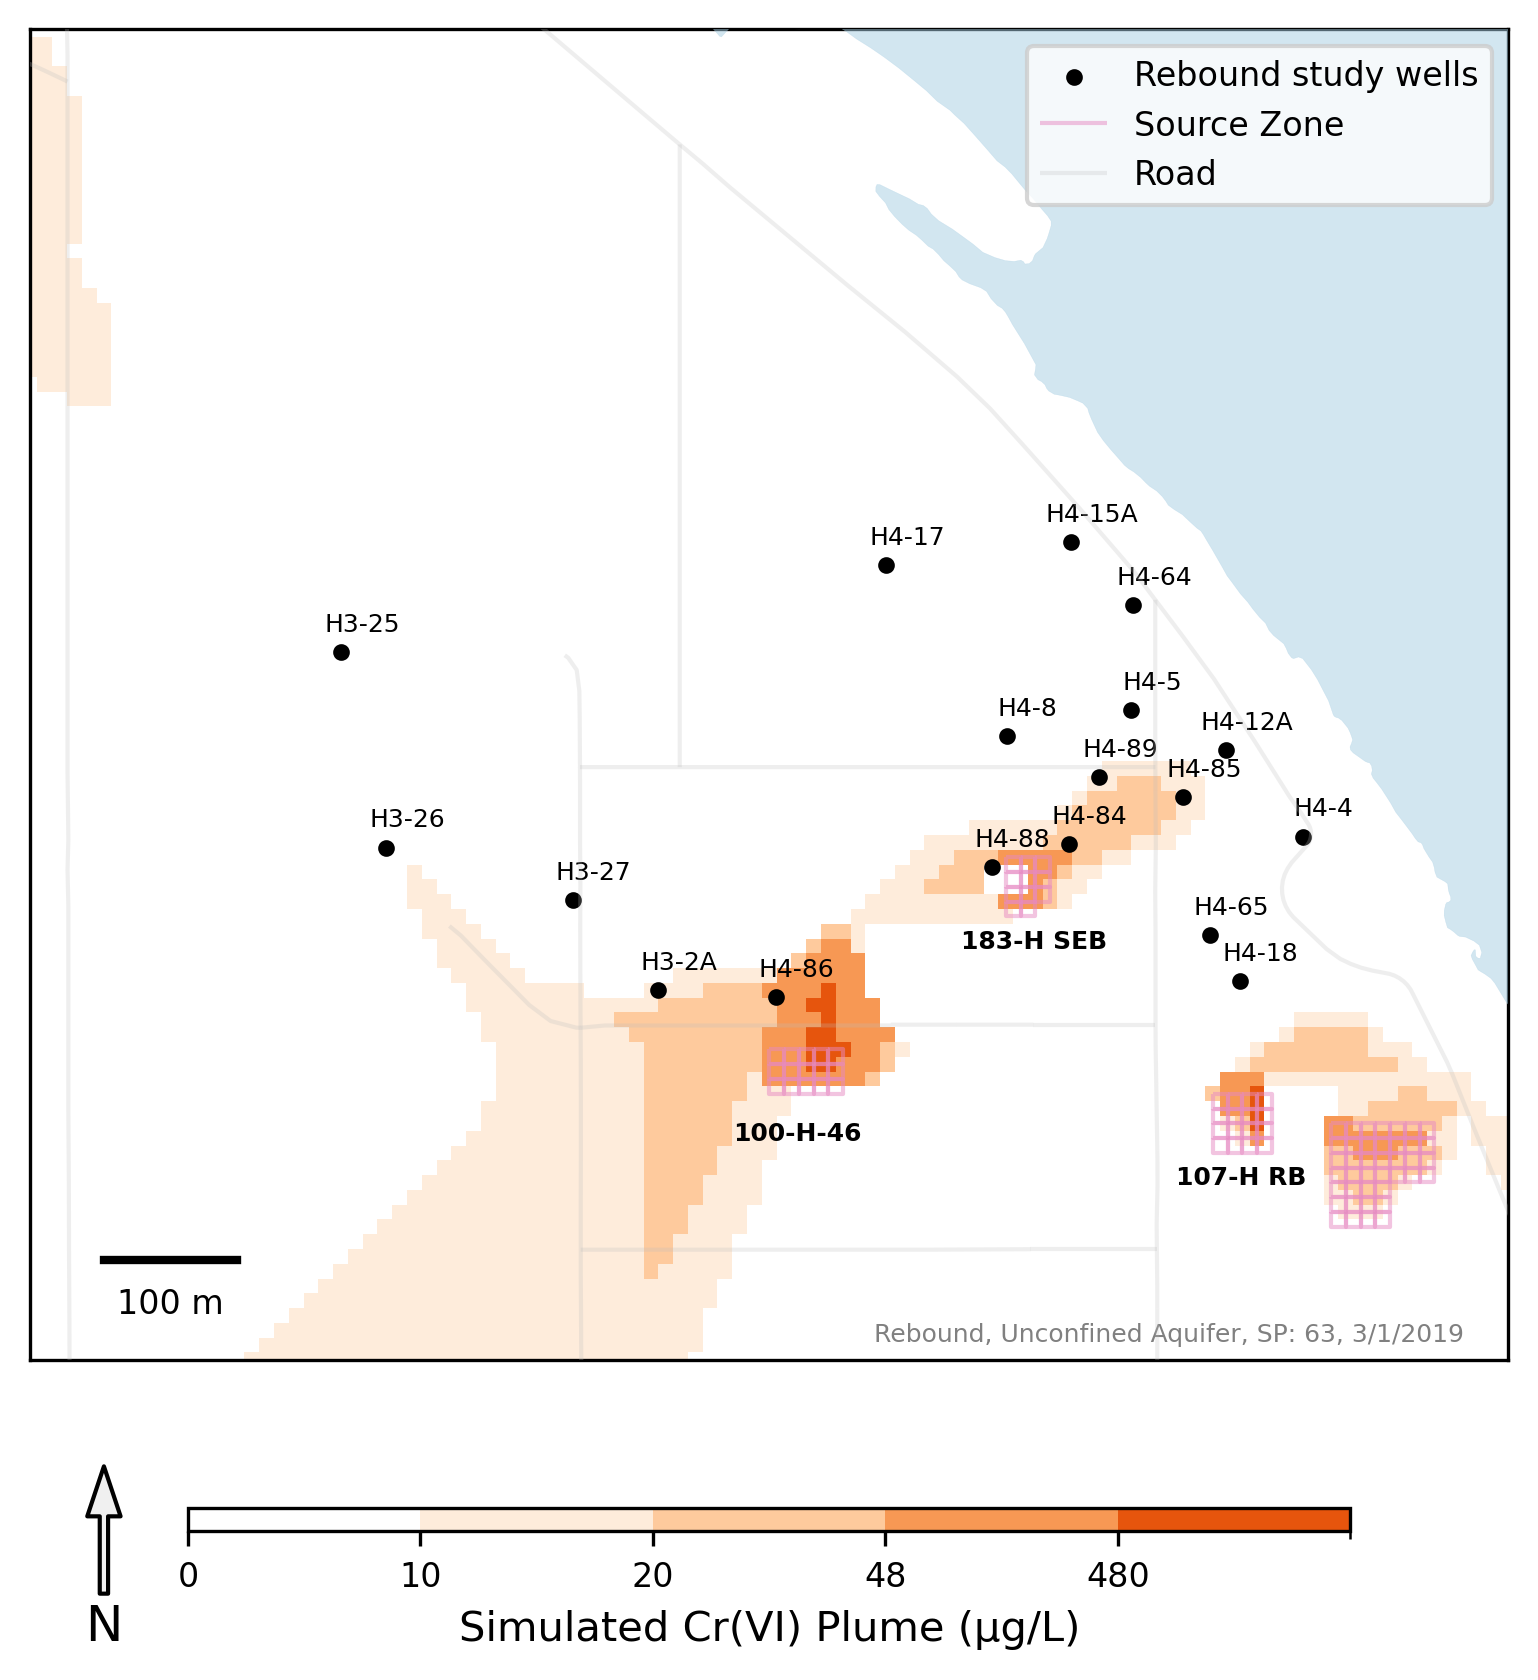 Rebound study wells
Source Zone
Road
H4-15A
H4-17
H4-64
H3-25
H4-5
H4-8
H4-12A
H4-89
H4-85
H4-4
H4-84
H3-26
H4-88
H3-27
H4-65
183-H SEB
H4-18
H3-2A
H4-86
100-H-46
107-H RB
100 m
Rebound, Unconfined Aquifer, SP: 63, 3/1/2019
0 10 20 48 480
Simulated Cr(VI) Plume (µg/L)
N